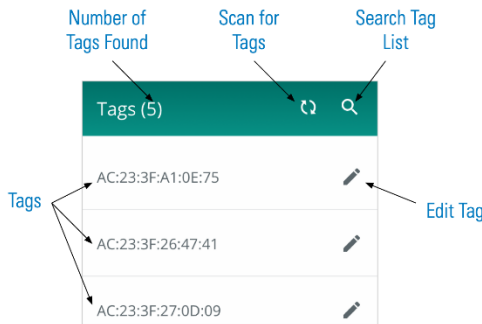 Number of
Tags Found
Scan for
Tags
Search Tag
List
Tags (5)
AC:23:3F:A1:0E:75
Tags
Edit Tag
AC:23:3F:26:47:41
AC:23:3F:27:0D:09